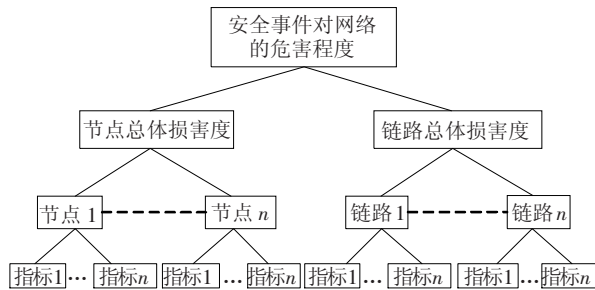 安全事件对网络
的危害程度
节点总体损害度 链路总体损害度
节点 1 节点 n 链路1 链路n
指标1 … 指标n 指标1 … 指标n 指标1 … 指标n 指标1 … 指标n